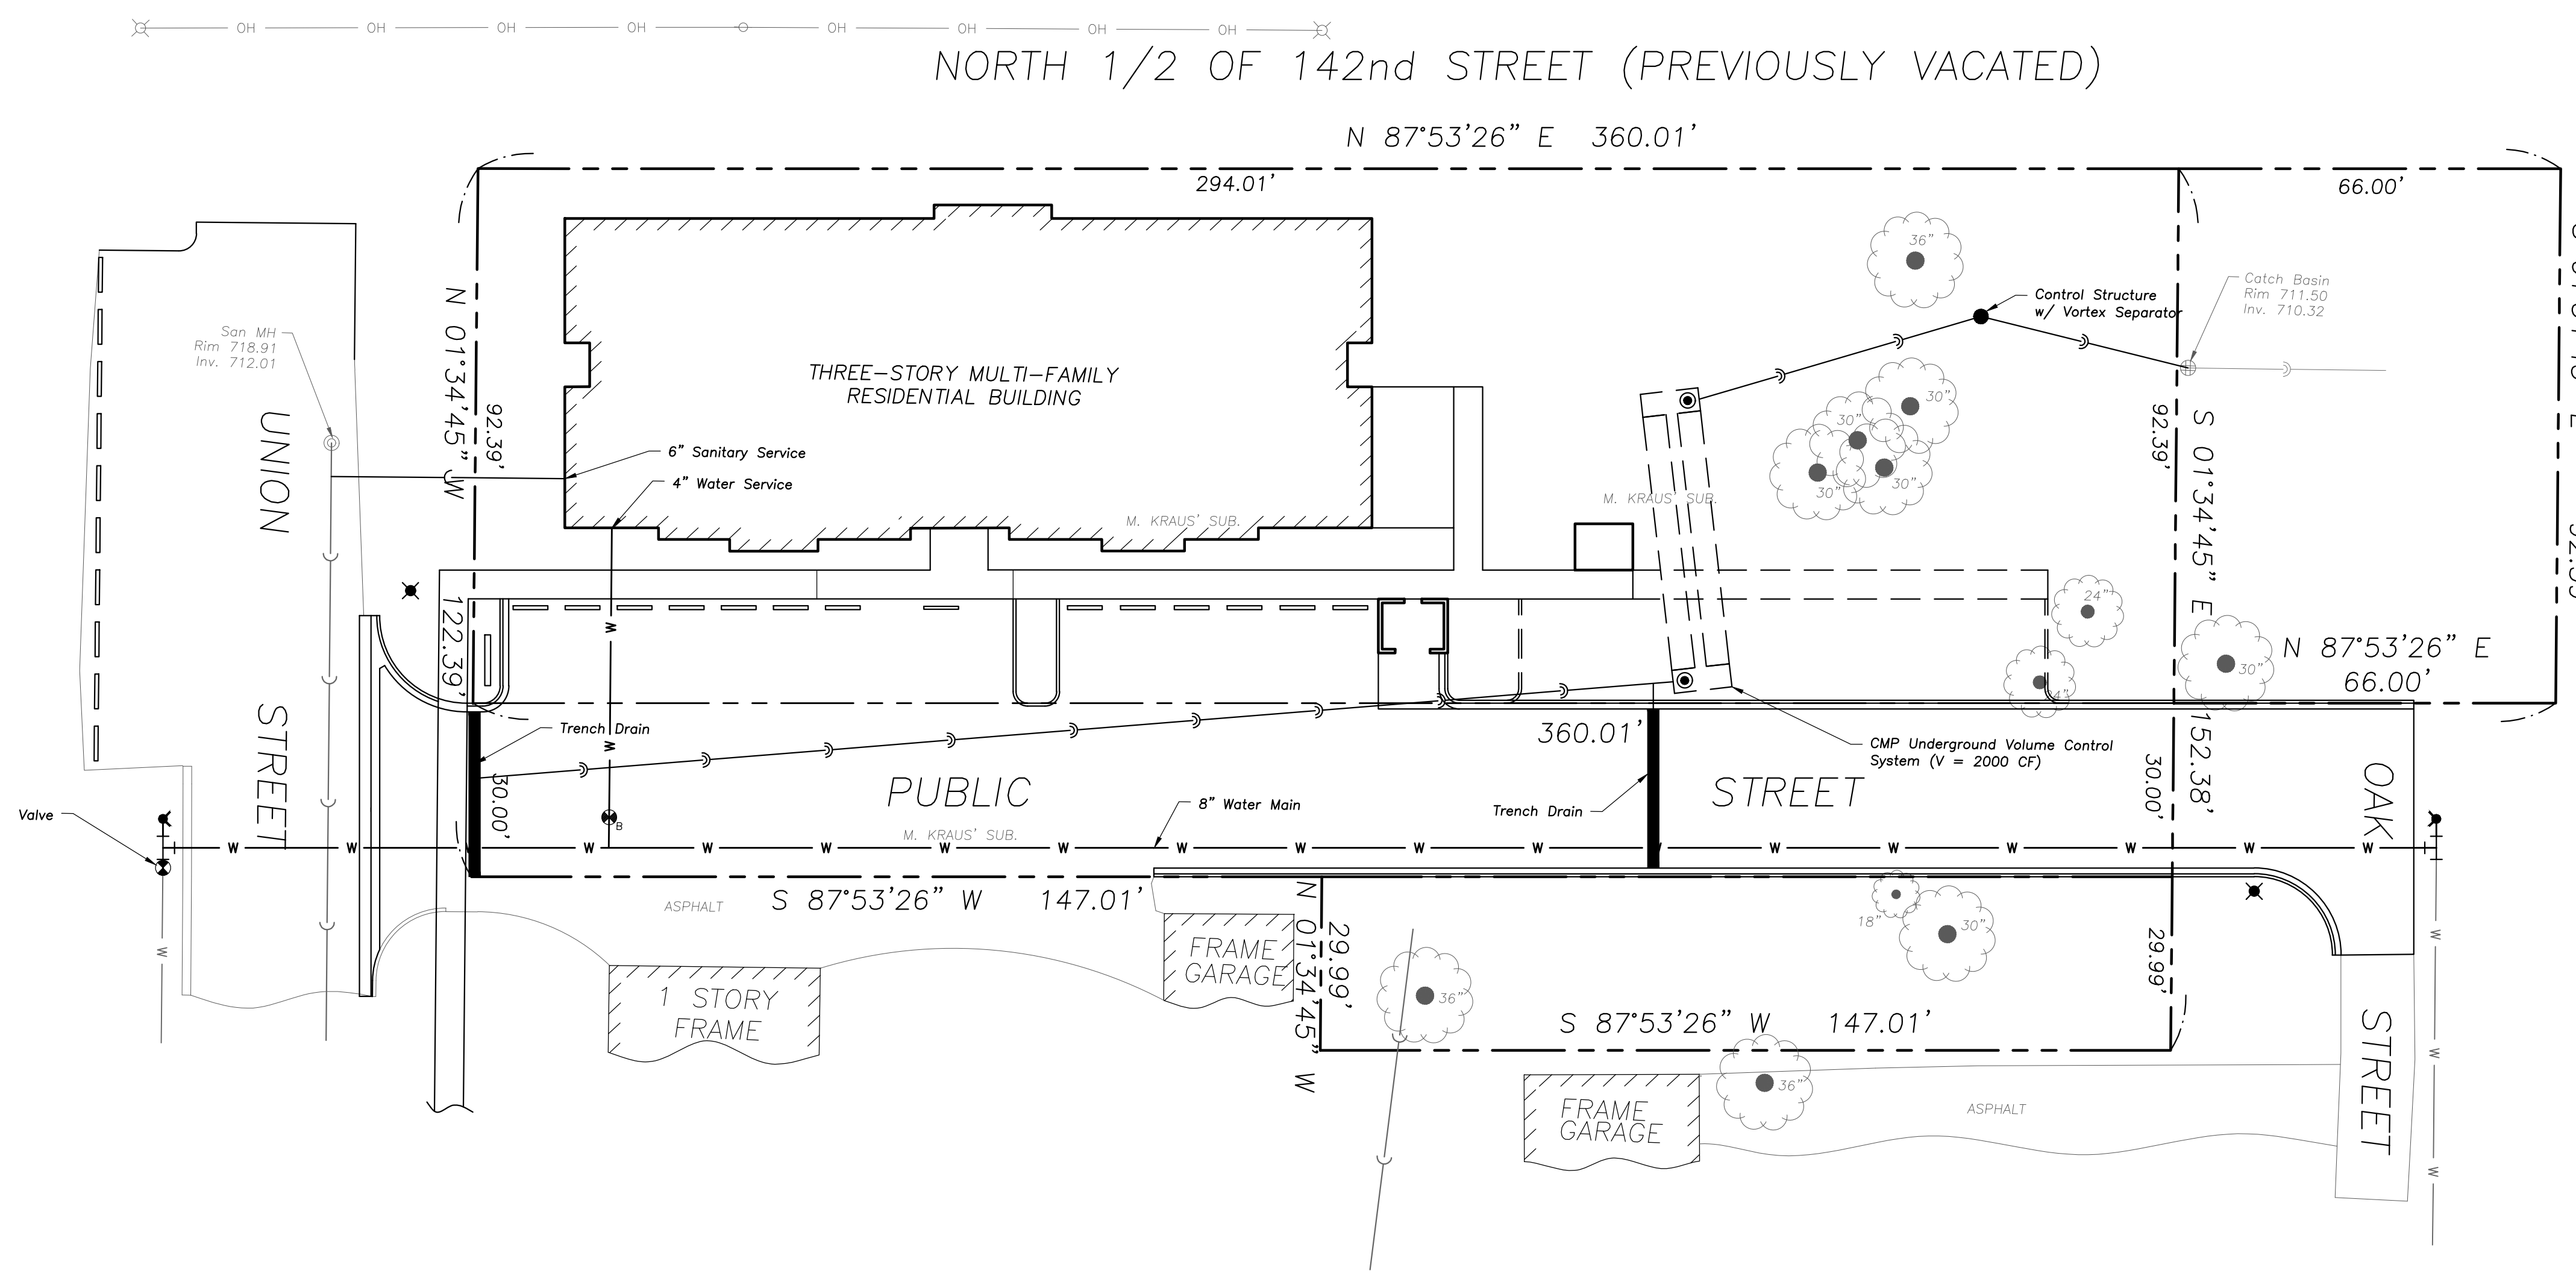 OH OH OH OH OH OH OH OH
NORTH 1/2 OF 142nd STREET (PREVIOUSLY VACATED)
N 87°53'26" E 360.01'
294.01'
66.00'
36"
Control Structure
w/ Vortex Separator
Catch Basin
Rim 711.50
Inv. 710.32
San MH
Rim 718.91
Inv. 712.01
N 01°34'45" W
92.39'
THREE-STORY MULTI-FAMILY
RESIDENTIAL BUILDING
6" Sanitary Service
4" Water Service
M. KRAUS' SUB.
M. KRAUS' SUB.
30"
30"
30"
30"
92.39'
S 01°34'45" E
UNION
STREET
122.39'
W
W
24"
24"
30"
N 87°53'26" E
66.00'
Trench Drain
30.00'
360.01'
CMP Underground Volume Control
System (V = 2000 CF)
152.38'
30.00'
PUBLIC STREET
B
M. KRAUS' SUB.
8" Water Main
Trench Drain
OAK
STREET
Valve
W W W W W W W W W W W W W W W W W W
ASPHALT
S 87°53'26" W 147.01'
FRAME
GARAGE
N 01°34'45" W
29.99'
18"
30"
29.99'
W
W
1 STORY
FRAME
36"
S 87°53'26" W 147.01'
W
36"
FRAME
GARAGE
ASPHALT
W